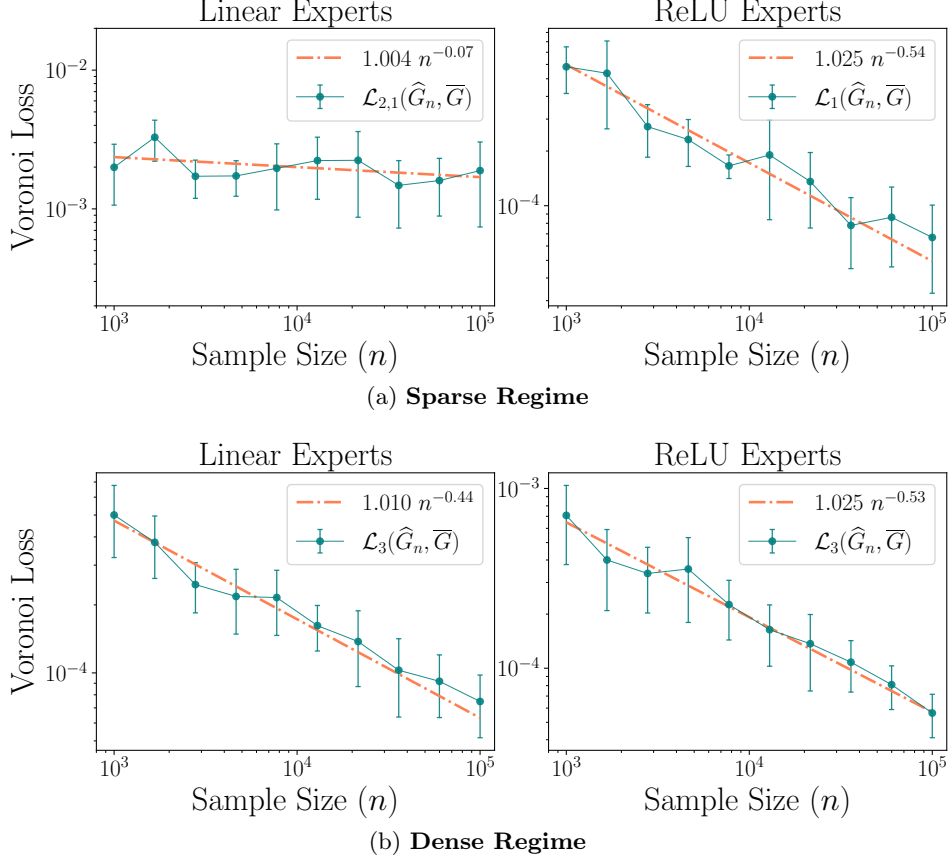 Linear Experts
ReLU Experts
Voronoi Loss
10^{-2}
10^{-3}
1.004 n^{-0.07}
\mathcal{L}_{2,1}(\widehat{G}_n, \overline{G})
10^3
10^4
10^5
Sample Size (n)
10^{-4}
1.025 n^{-0.54}
\mathcal{L}_1(\widehat{G}_n, \overline{G})
10^3
10^4
10^5
Sample Size (n)
(a) Sparse Regime
Linear Experts
ReLU Experts
Voronoi Loss
10^{-4}
1.010 n^{-0.44}
\mathcal{L}_3(\widehat{G}_n, \overline{G})
10^3
10^4
10^5
Sample Size (n)
10^{-3}
10^{-4}
1.025 n^{-0.53}
\mathcal{L}_3(\widehat{G}_n, \overline{G})
10^3
10^4
10^5
Sample Size (n)
(b) Dense Regime